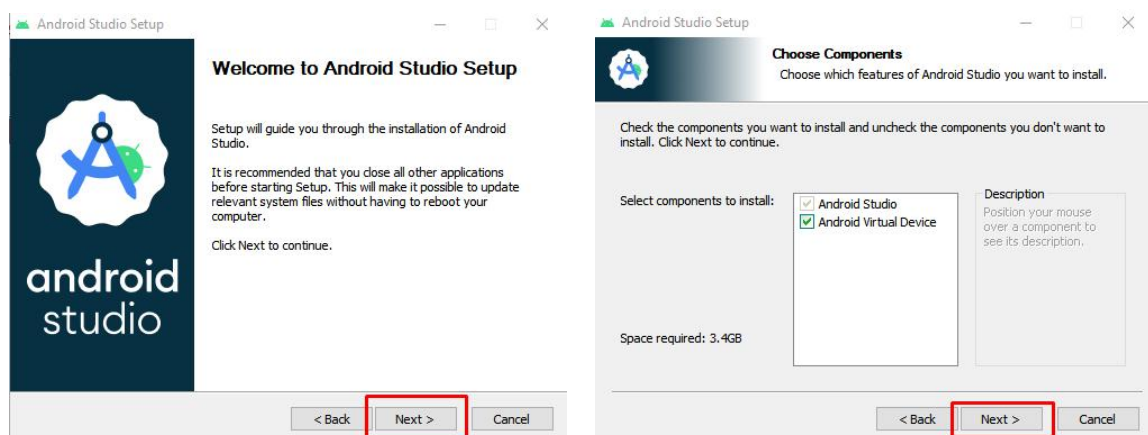 Android Studio Setup
Welcome to Android Studio Setup
Setup will guide you through the installation of Android
Studio.
It is recommended that you close all other applications
before starting Setup. This will make it possible to update
relevant system files without having to reboot your
computer.
Click Next to continue.
android
studio
< Back
Next >
Cancel
Android Studio Setup
Choose Components
Choose which features of Android Studio you want to install.
Check the components you want to install and uncheck the components you don't want to
install. Click Next to continue.
Select components to install:
Android Studio
Android Virtual Device
Description
Position your mouse
over a component to
see its description.
Space required: 3.4GB
< Back
Next >
Cancel